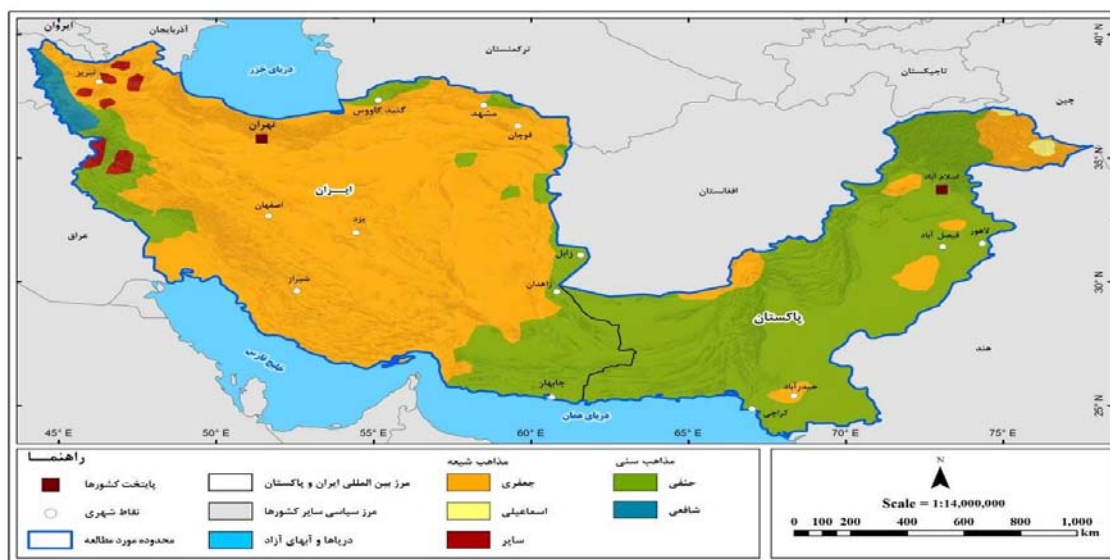 ایروان
آذربایجان
ترکمنستان
تاجیکستان
چین
40° N
تبریز
دریای خزر
گنبد کاووس
مشهد
قوچان
تهران
35° N
اسلام آباد
افغانستان
ایران
اصفهان
یزد
عراق
لاهور
فیصل آباد
زابل
زاهدان
شیراز
30° N
پاکستان
هند
خلیج فارس
چابهار
حیدرآباد
کراچی
دریای عمان
25° N
45° E
50° E
55° E
60° E
65° E
70° E
75° E
راهنمـــا
پایتخت کشورها
نقاط شهری
محدوده مورد مطالعه
مرز بین المللی ایران و پاکستان
مرز سیاسی سایر کشورها
دریاها و آبهای آزاد
مذاهب شیعه
جعفری
اسماعیلی
سایر
مذاهب سنی
حنفی
شافعی
N
Scale = 1:14,000,000
0 100 200 400 600 800 1,000
km